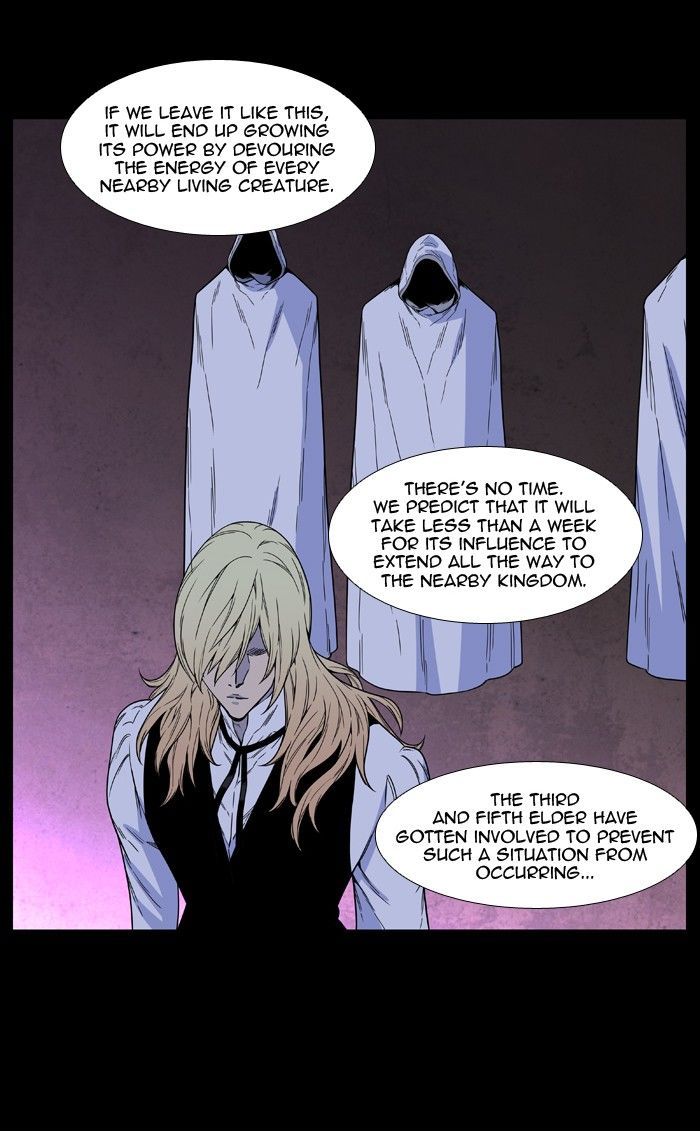 IF WE LEAVE IT LIKE THIS,
IT WILL END UP GROWING
ITS POWER BY DEVOURING
THE ENERGY OF EVERY
NEARBY LIVING CREATURE.
THERE'S NO TIME.
WE PREDICT THAT IT WILL
TAKE LESS THAN A WEEK
FOR ITS INFLUENCE TO
EXTEND ALL THE WAY TO
THE NEARBY KINGDOM.
THE THIRD
AND FIFTH ELDER HAVE
GOTTEN INVOLVED TO PREVENT
SUCH A SITUATION FROM
OCCURRING...